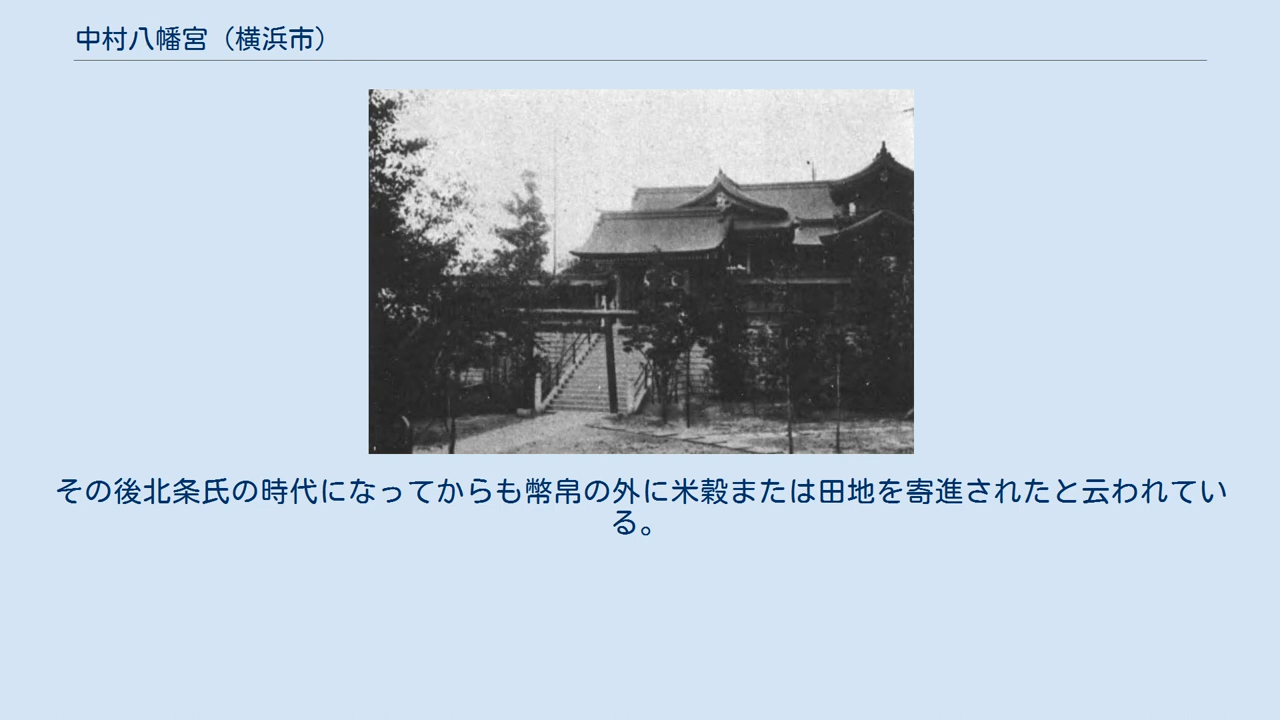 中村八幡宮（横浜市）
その後北条氏の時代になってからも幣帛の外に米穀または田地を寄進されたと云われてい
る。